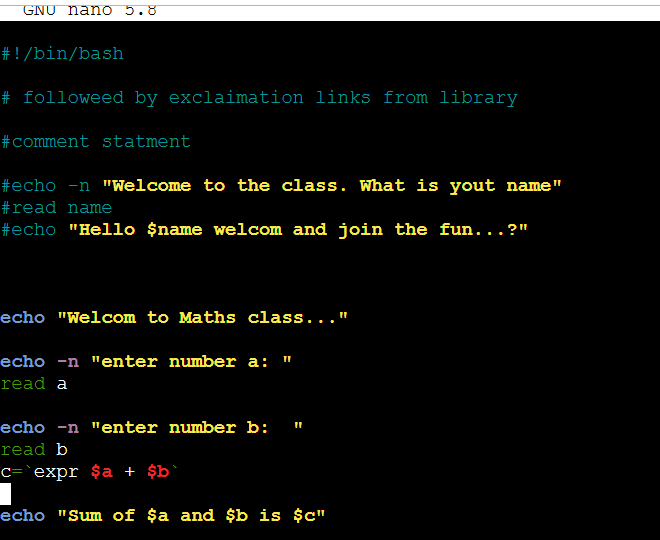 GNU nano 5.8
#!/bin/bash
# followeed by exclaimation links from library
#comment statment
#echo -n "Welcome to the class. What is yout name"
#read name
#echo "Hello $name welcom and join the fun...?"
echo "Welcom to Maths class..."
echo -n "enter number a: "
read a
echo -n "enter number b:  "
read b
c=`expr $a + $b`
echo "Sum of $a and $b is $c"